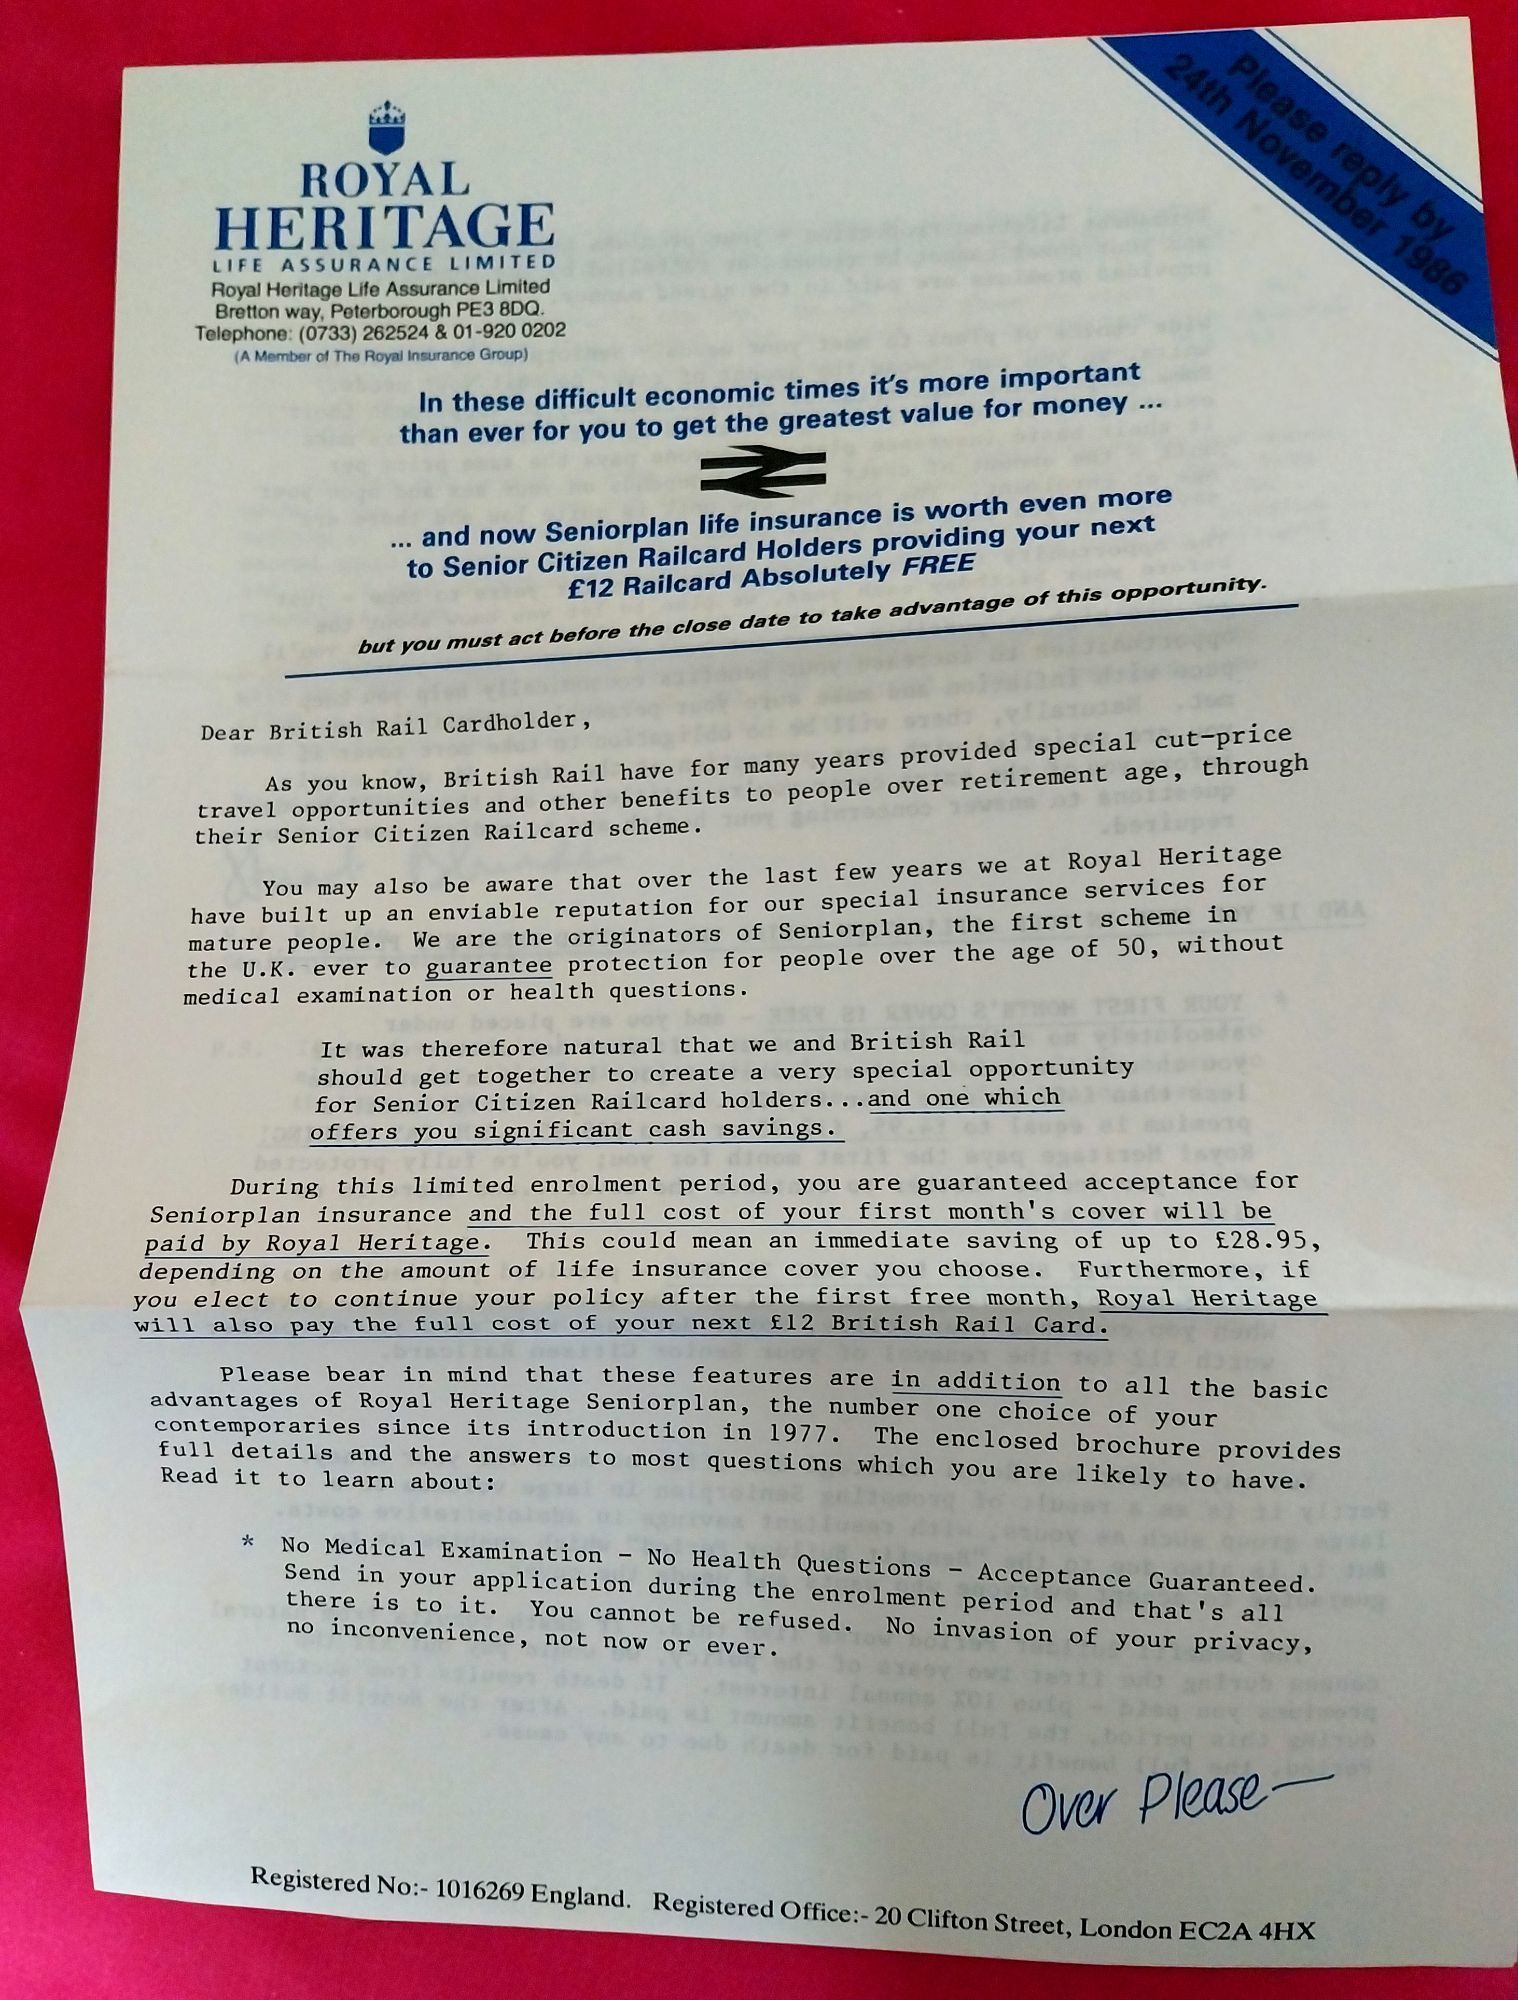 Please reply by
24th November 1986
ROYAL
HERITAGE
LIFE ASSURANCE LIMITED
Royal Heritage Life Assurance Limited
Bretton way, Peterborough PE3 8DQ.
Telephone: (0733) 262524 & 01-920 0202
(A Member of The Royal Insurance Group)
In these difficult economic times it's more important
than ever for you to get the greatest value for money ...
... and now Seniorplan life insurance is worth even more
to Senior Citizen Railcard Holders providing your next
£12 Railcard Absolutely FREE
but you must act before the close date to take advantage of this opportunity.
Dear British Rail Cardholder,
As you know, British Rail have for many years provided special cut-price
travel opportunities and other benefits to people over retirement age, through
their Senior Citizen Railcard scheme.
You may also be aware that over the last few years we at Royal Heritage
have built up an enviable reputation for our special insurance services for
mature people. We are the originators of Seniorplan, the first scheme in
the U.K. ever to guarantee protection for people over the age of 50, without
medical examination or health questions.
It was therefore natural that we and British Rail
should get together to create a very special opportunity
for Senior Citizen Railcard holders...and one which
offers you significant cash savings.
During this limited enrolment period, you are guaranteed acceptance for
Seniorplan insurance and the full cost of your first month's cover will be
paid by Royal Heritage. This could mean an immediate saving of up to £28.95,
depending on the amount of life insurance cover you choose. Furthermore, if
you elect to continue your policy after the first free month, Royal Heritage
will also pay the full cost of your next £12 British Rail Card.
Please bear in mind that these features are in addition to all the basic
advantages of Royal Heritage Seniorplan, the number one choice of your
contemporaries since its introduction in 1977. The enclosed brochure provides
full details and the answers to most questions which you are likely to have.
Read it to learn about:
* No Medical Examination - No Health Questions - Acceptance Guaranteed.
Send in your application during the enrolment period and that's all
there is to it. You cannot be refused. No invasion of your privacy,
no inconvenience, not now or ever.
Over Please—
Registered No:- 1016269 England. Registered Office:- 20 Clifton Street, London EC2A 4HX